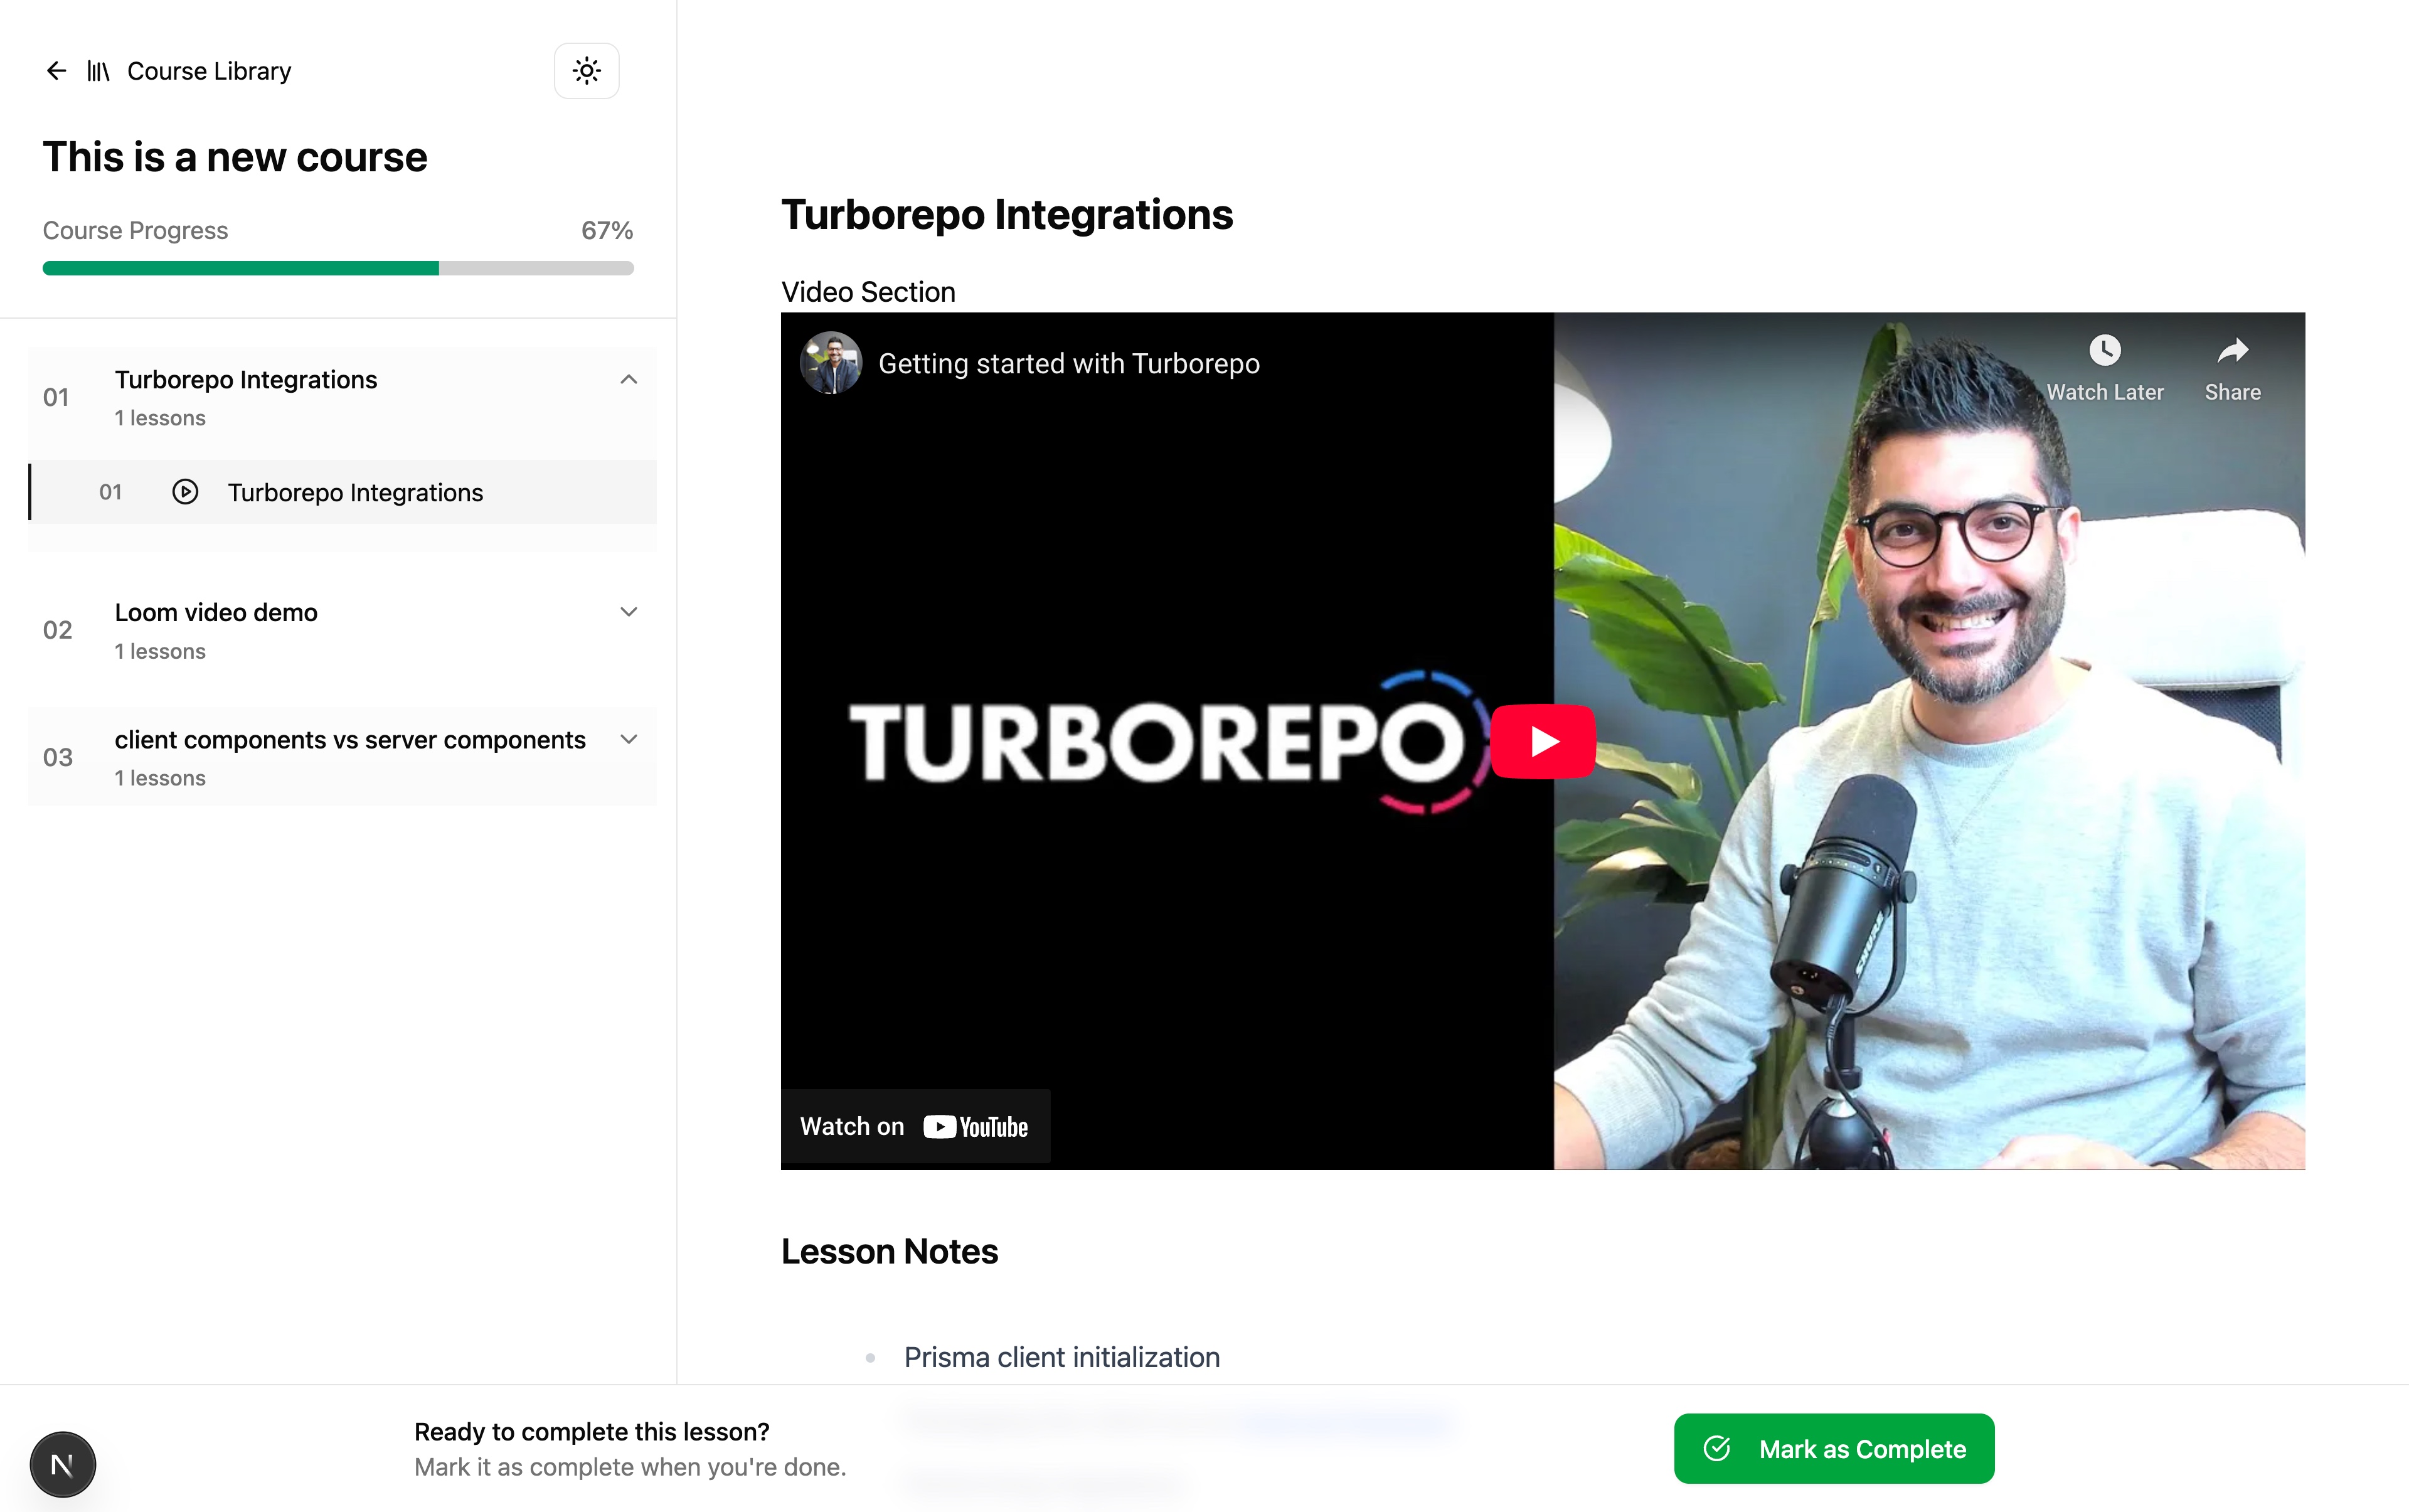 Course Library
This is a new course
Course Progress
67%
01
Turborepo Integrations
1 lessons
01
Turborepo Integrations
02
Loom video demo
1 lessons
03
client components vs server components
1 lessons
Turborepo Integrations
Video Section
Getting started with Turborepo
Watch Later
Share
TURBOREPO
SHURE
Watch on YouTube
Lesson Notes
Prisma client initialization
Ready to complete this lesson?
Mark it as complete when you're done.
Mark as Complete
N